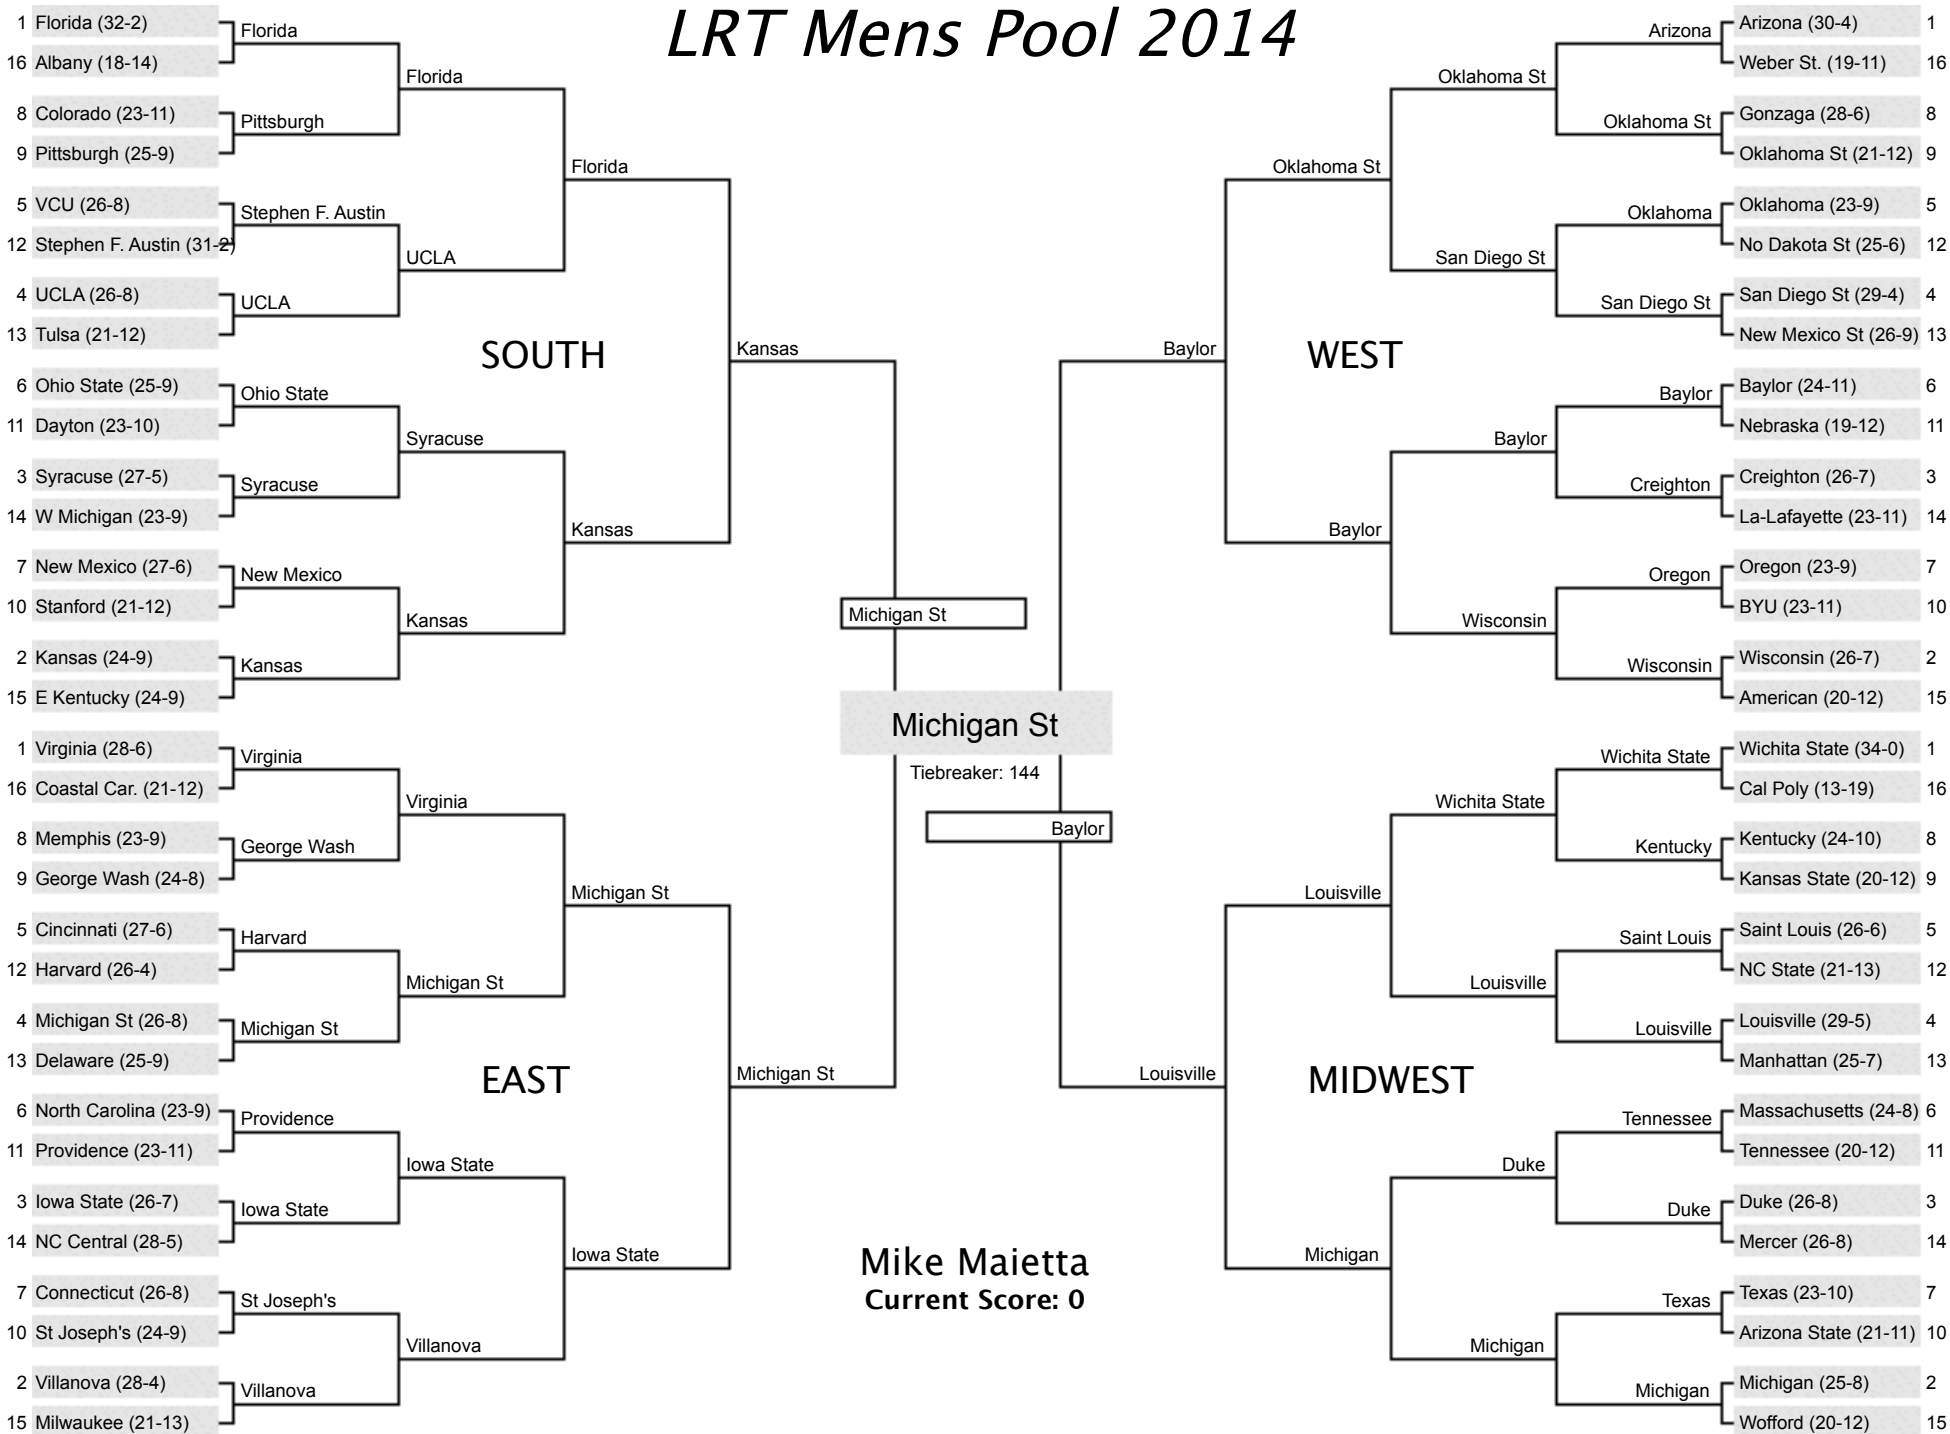 LRT Mens Pool 2014
1 Florida (32-2)
Florida
16 Albany (18-14)
Florida
8 Colorado (23-11)
Pittsburgh
9 Pittsburgh (25-9)
Florida
5 VCU (26-8)
Stephen F. Austin
12 Stephen F. Austin (31-2)
UCLA
4 UCLA (26-8)
UCLA
13 Tulsa (21-12)
SOUTH
Kansas
6 Ohio State (25-9)
Ohio State
11 Dayton (23-10)
Syracuse
3 Syracuse (27-5)
Syracuse
14 W Michigan (23-9)
Kansas
7 New Mexico (27-6)
New Mexico
10 Stanford (21-12)
Kansas
2 Kansas (24-9)
Kansas
15 E Kentucky (24-9)
1 Virginia (28-6)
Virginia
16 Coastal Car. (21-12)
Virginia
8 Memphis (23-9)
George Wash
9 George Wash (24-8)
Michigan St
5 Cincinnati (27-6)
Harvard
12 Harvard (26-4)
Michigan St
4 Michigan St (26-8)
Michigan St
13 Delaware (25-9)
EAST
Michigan St
6 North Carolina (23-9)
Providence
11 Providence (23-11)
Iowa State
3 Iowa State (26-7)
Iowa State
14 NC Central (28-5)
Iowa State
7 Connecticut (26-8)
St Joseph's
10 St Joseph's (24-9)
Villanova
2 Villanova (28-4)
Villanova
15 Milwaukee (21-13)
Michigan St
Michigan St
Tiebreaker: 144
Baylor
Mike Maietta
Current Score: 0
Arizona (30-4) 1
Arizona
Weber St. (19-11) 16
Oklahoma St
Gonzaga (28-6) 8
Oklahoma St
Oklahoma St (21-12) 9
Oklahoma St
Oklahoma (23-9) 5
Oklahoma
No Dakota St (25-6) 12
San Diego St
San Diego St (29-4) 4
San Diego St
New Mexico St (26-9) 13
Baylor
WEST
Baylor (24-11) 6
Baylor
Nebraska (19-12) 11
Baylor
Creighton (26-7) 3
Creighton
La-Lafayette (23-11) 14
Baylor
Oregon (23-9) 7
Oregon
BYU (23-11) 10
Wisconsin
Wisconsin (26-7) 2
Wisconsin
American (20-12) 15
Wichita State (34-0) 1
Wichita State
Cal Poly (13-19) 16
Wichita State
Kentucky (24-10) 8
Kentucky
Kansas State (20-12) 9
Louisville
Saint Louis (26-6) 5
Saint Louis
NC State (21-13) 12
Louisville
Louisville (29-5) 4
Louisville
Manhattan (25-7) 13
Louisville
MIDWEST
Massachusetts (24-8) 6
Tennessee
Tennessee (20-12) 11
Duke
Duke (26-8) 3
Duke
Mercer (26-8) 14
Michigan
Texas (23-10) 7
Texas
Arizona State (21-11) 10
Michigan
Michigan (25-8) 2
Michigan
Wofford (20-12) 15